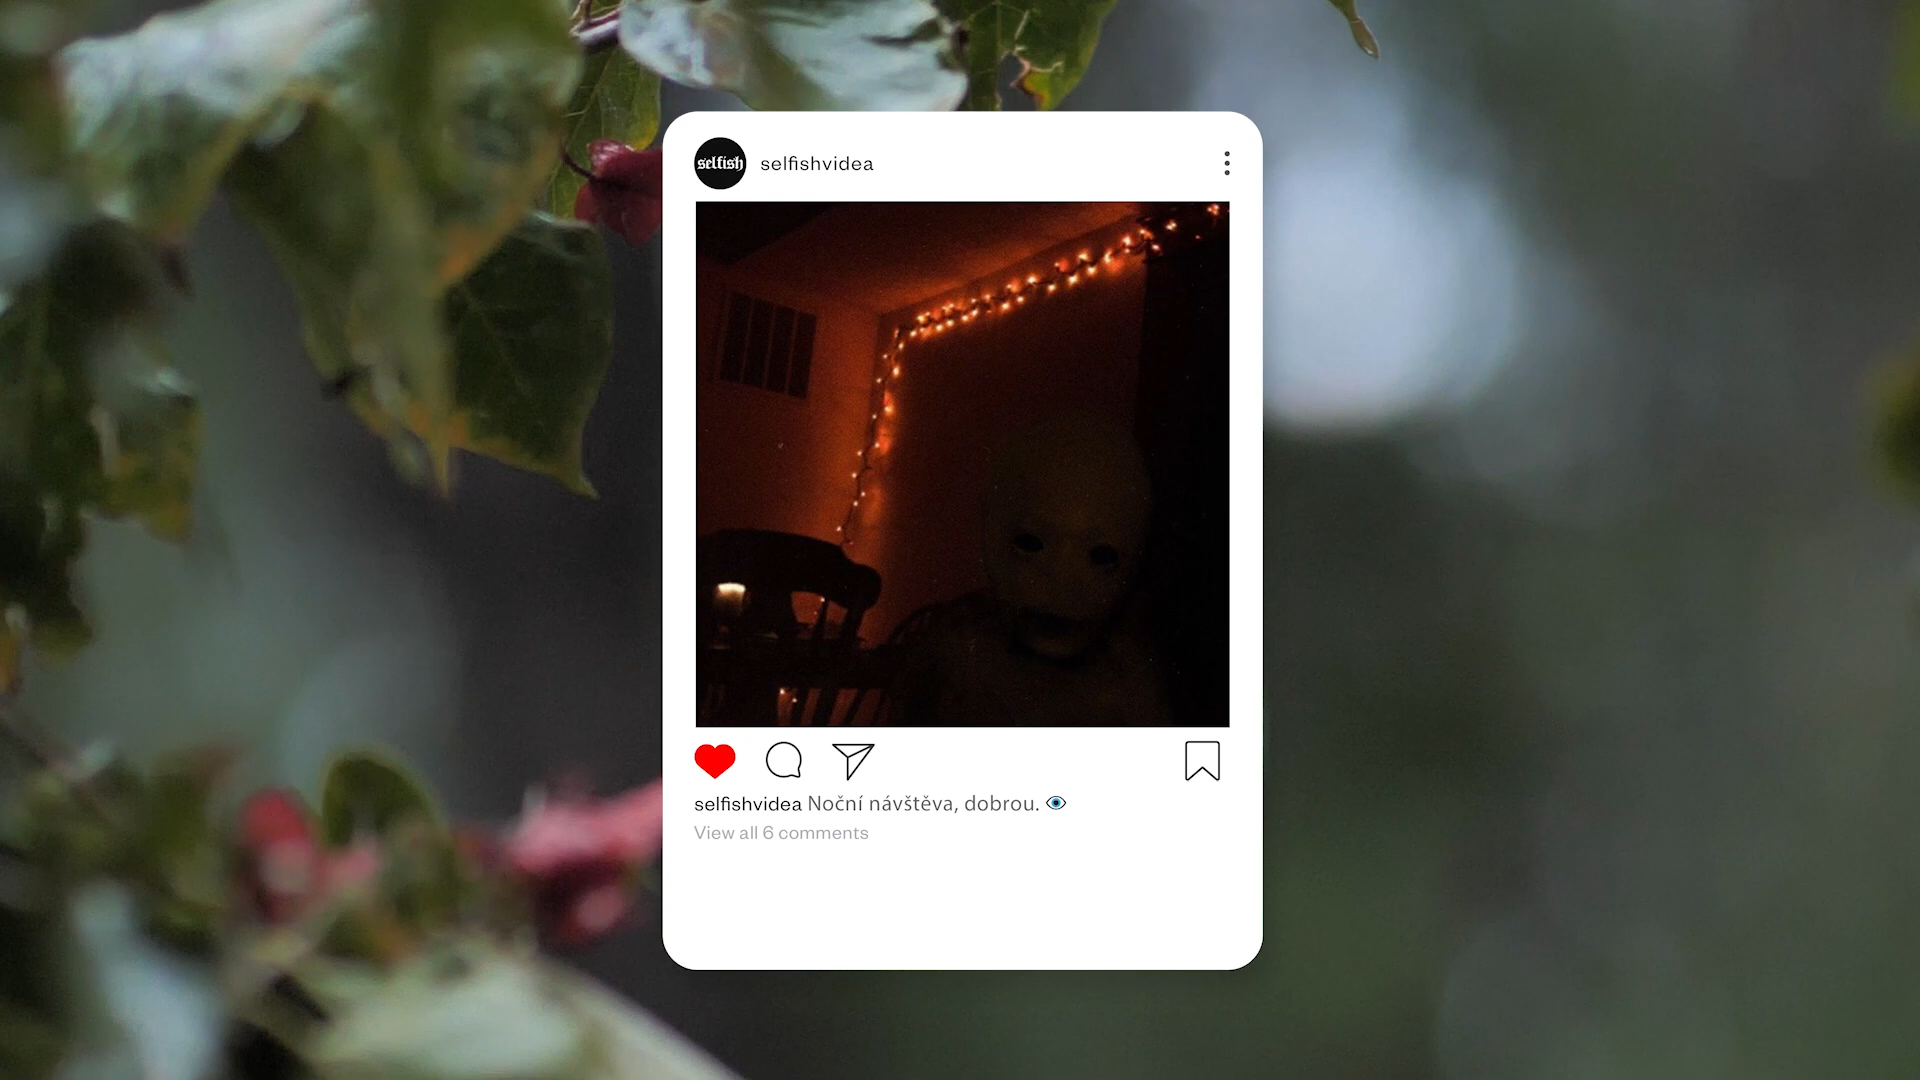 selfish
selfishvidea
selfishvidea Noční návštěva, dobrou. 👁
View all 6 comments